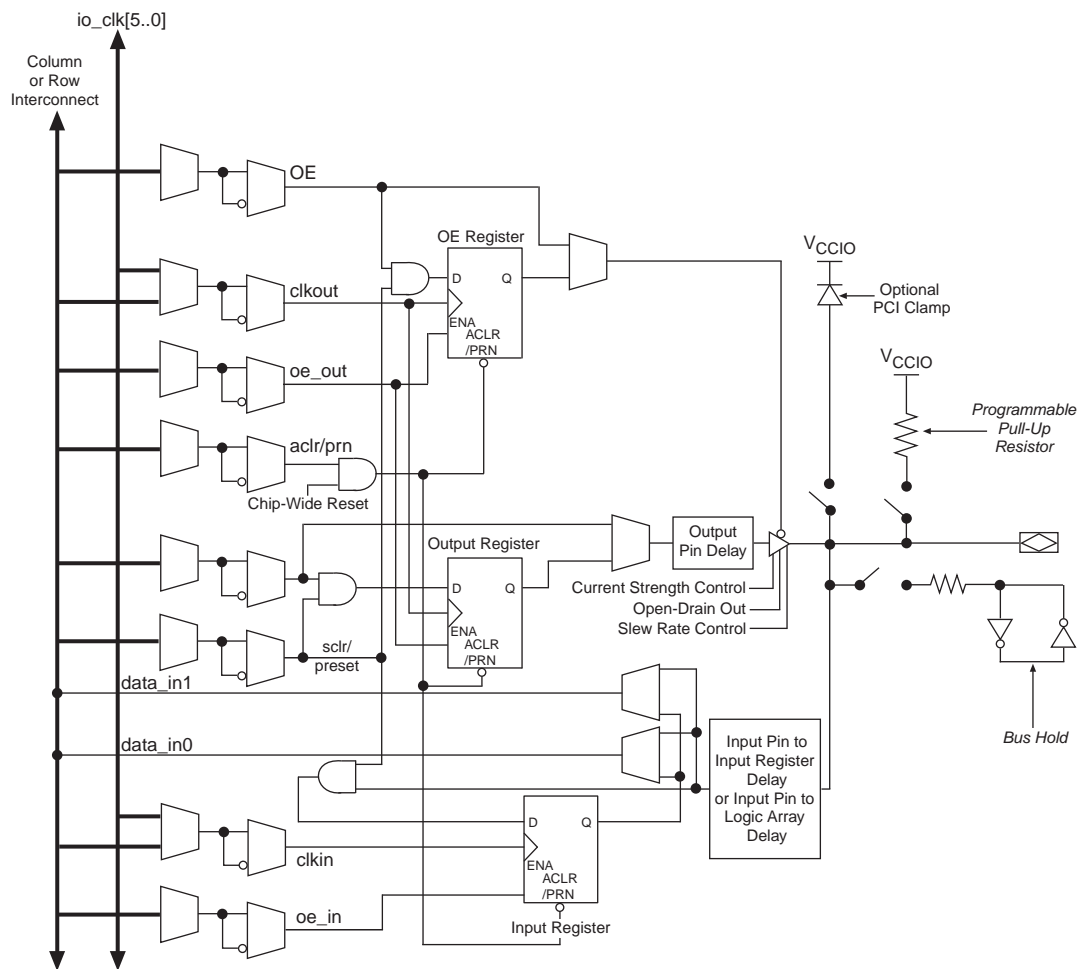 io_clk[5..0]
Column
or Row
Interconnect
OE
OE Register
D
Q
ENA
ACLR
/PRN
clkout
oe_out
aclr/prn
Chip-Wide Reset
VCCIO
Optional
PCI Clamp
VCCIO
Programmable
Pull-Up
Resistor
Output Register
D
Q
ENA
ACLR
/PRN
Output
Pin Delay
Current Strength Control
Open-Drain Out
Slew Rate Control
sclr/
preset
data_in1
data_in0
Bus Hold
Input Pin to
Input Register
Delay
or Input Pin to
Logic Array
Delay
D
Q
ENA
ACLR
/PRN
clkin
oe_in
Input Register